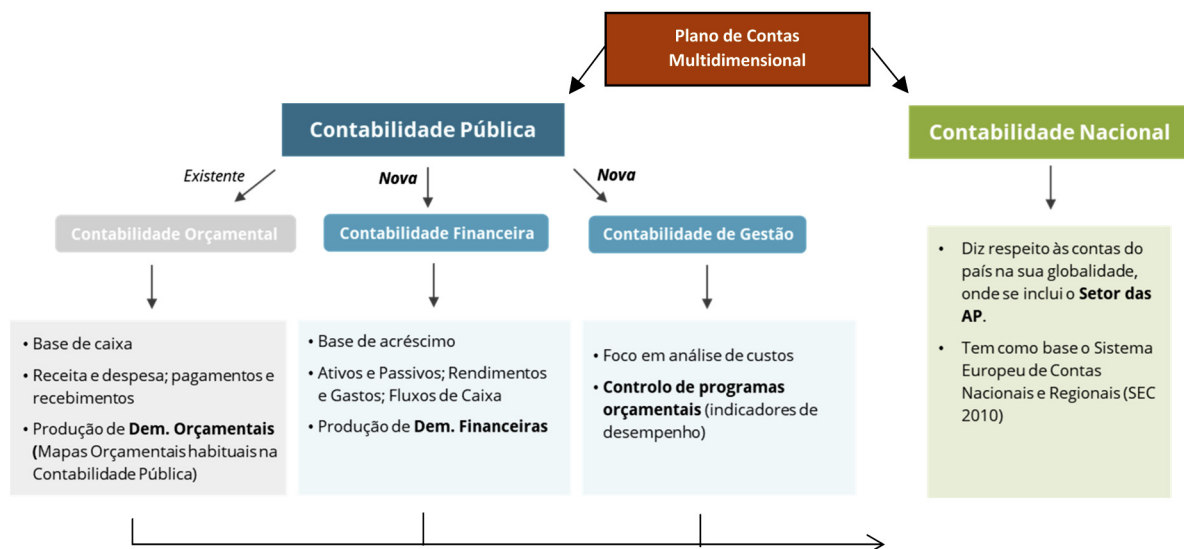 Plano de Contas
Multidimensional
Contabilidade Pública
Contabilidade Nacional
Existente
Nova
Nova
Contabilidade Orçamental
Contabilidade Financeira
Contabilidade de Gestão
• Base de caixa
• Receita e despesa; pagamentos e
recebimentos
• Produção de Dem. Orçamentais
(Mapas Orçamentais habituais na
Contabilidade Pública)
• Base de acréscimo
• Ativos e Passivos; Rendimentos
e Gastos; Fluxos de Caixa
• Produção de Dem. Financeiras
• Foco em análise de custos
• Controlo de programas
orçamentais (indicadores de
desempenho)
• Diz respeito às contas do
país na sua globalidade,
onde se inclui o Setor das
AP.
• Tem como base o Sistema
Europeu de Contas
Nacionais e Regionais (SEC
2010)